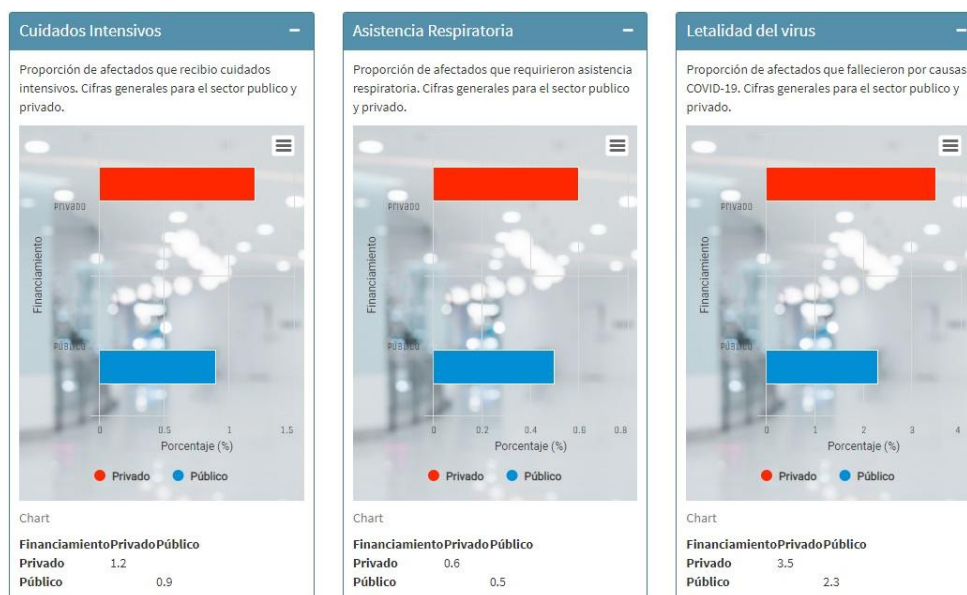 Cuidados Intensivos
Proporción de afectados que recibio cuidados
intensivos. Cifras generales para el sector publico y
privado.
Privado
Público
Financiamiento
0 0.5 1 1.5
Porcentaje (%)
Privado Público
Chart
Financiamiento Privado Público
Privado 1.2
Público 0.9
Asistencia Respiratoria
Proporción de afectados que requirieron asistencia
respiratoria. Cifras generales para el sector publico
y privado.
Privado
Público
Financiamiento
0 0.2 0.4 0.6 0.8
Porcentaje (%)
Privado Público
Chart
Financiamiento Privado Público
Privado 0.6
Público 0.5
Letalidad del virus
Proporción de afectados que fallecieron por causas
COVID-19. Cifras generales para el sector publico y
privado.
Privado
Público
Financiamiento
0 1 2 3 4
Porcentaje (%)
Privado Público
Chart
Financiamiento Privado Público
Privado 3.5
Público 2.3